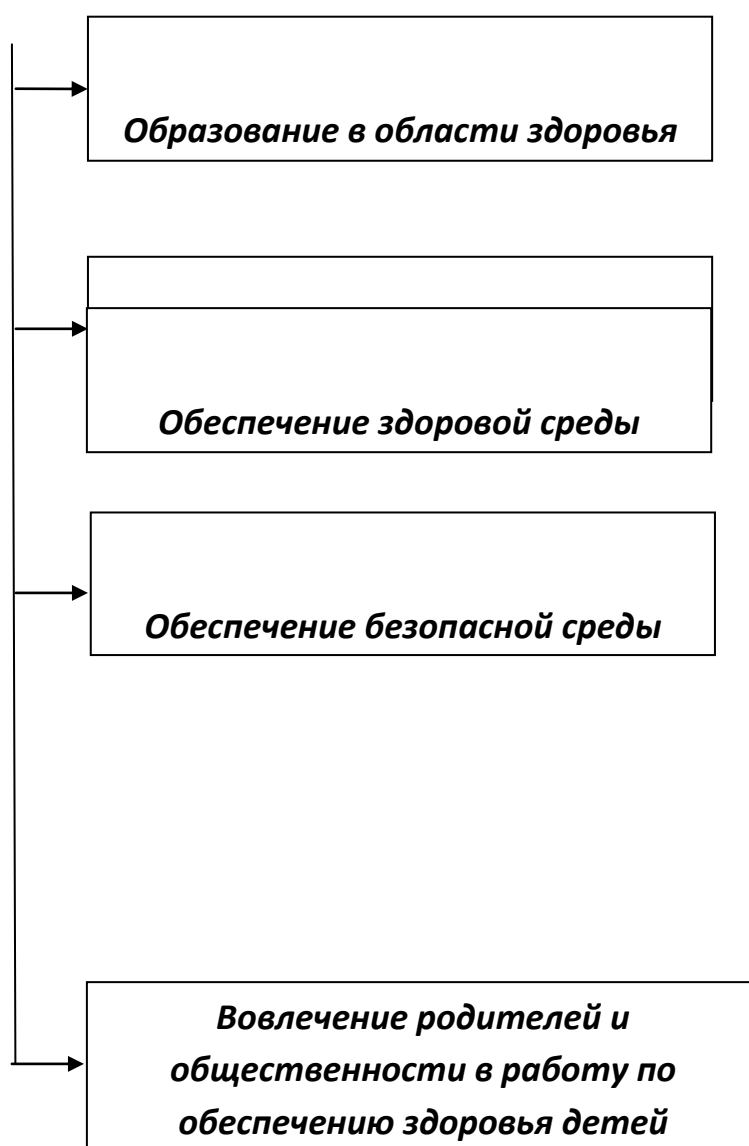 Образование в области здоровья
Обеспечение здоровой среды
Обеспечение безопасной среды
Вовлечение родителей и
общественности в работу по
обеспечению здоровья детей